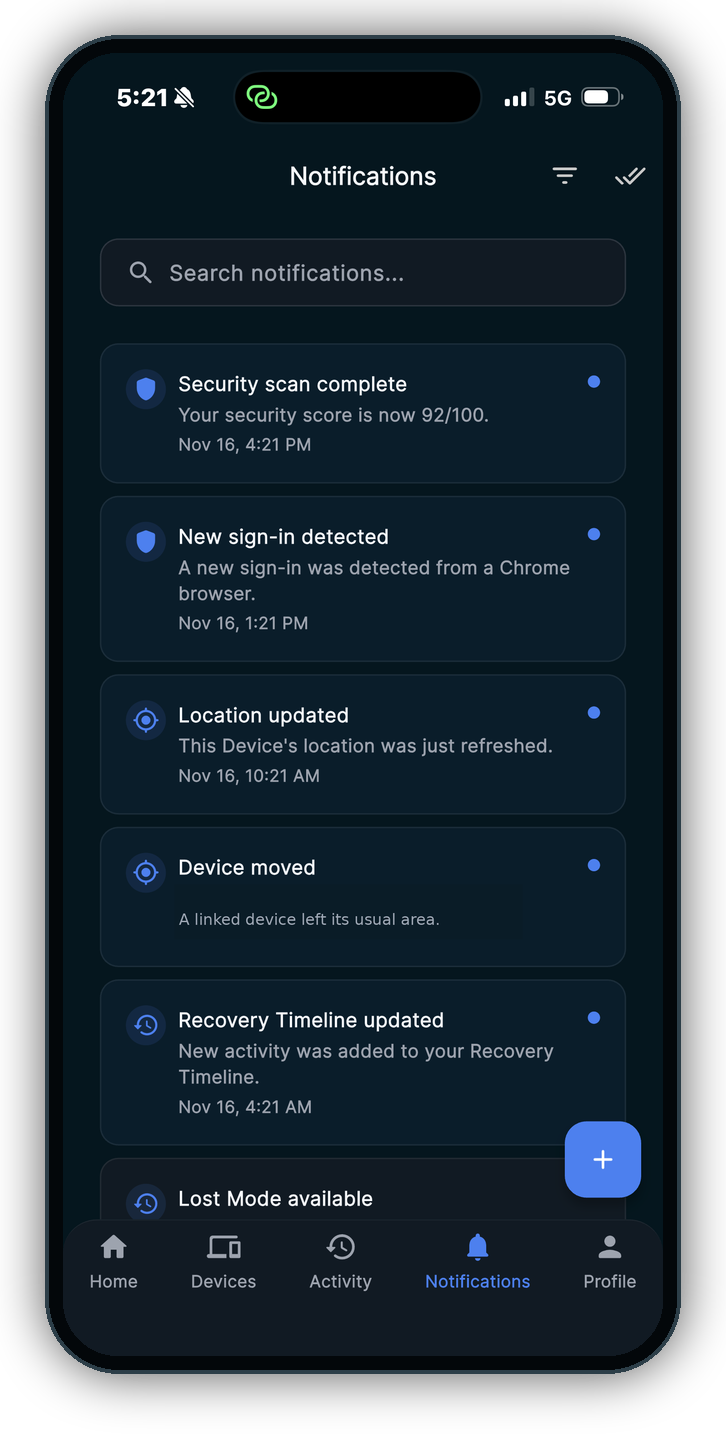 5:21
5G
Notifications
Search notifications...
Security scan complete
Your security score is now 92/100.
Nov 16, 4:21 PM
New sign-in detected
A new sign-in was detected from a Chrome
browser.
Nov 16, 1:21 PM
Location updated
This Device's location was just refreshed.
Nov 16, 10:21 AM
Device moved
A linked device left its usual area.
Recovery Timeline updated
New activity was added to your Recovery
Timeline.
Nov 16, 4:21 AM
Lost Mode available
Home
Devices
Activity
Notifications
Profile